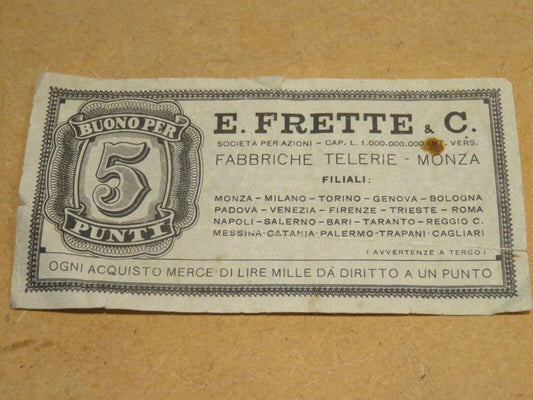 BUONO PER
5
PUNTI
E. FRETTE & C.
SOCIETÀ PER AZIONI - CAP. L. 1.000.000.000 INT. VERS.
FABBRICHE TELERIE - MONZA
FILIALI:
MONZA - MILANO - TORINO - GENOVA - BOLOGNA
PADOVA - VENEZIA - FIRENZE - TRIESTE - ROMA
NAPOLI - SALERNO - BARI - TARANTO - REGGIO C.
MESSINA - CATANIA - PALERMO - TRAPANI - CAGLIARI
(AVVERTENZE A TERGO)
OGNI ACQUISTO MERCE DI LIRE MILLE DÀ DIRITTO A UN PUNTO